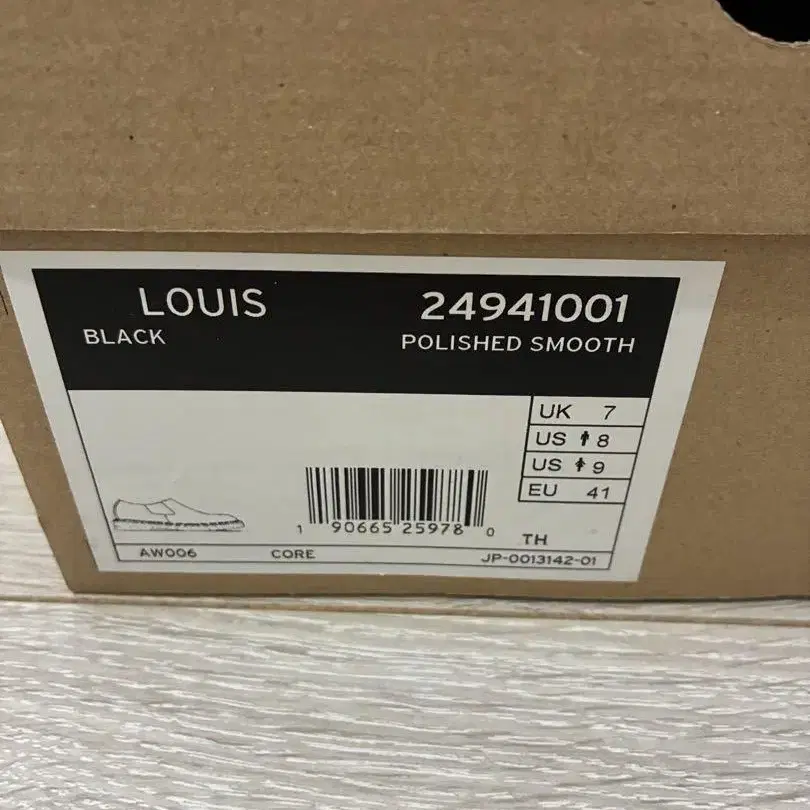 LOUIS 24941001
BLACK POLISHED SMOOTH
UK 7
US 8
US 9
EU 41
1 90665 25978 0
TH
AW006 CORE JP-0013142-01